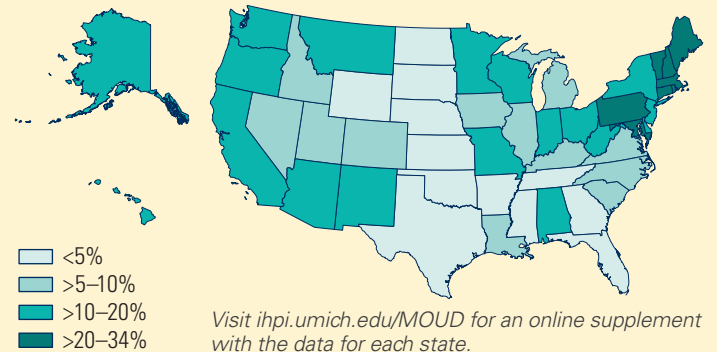 <5%
>5–10%
>10–20%
>20–34%
Visit ihpi.umich.edu/MOUD for an online supplement
with the data for each state.